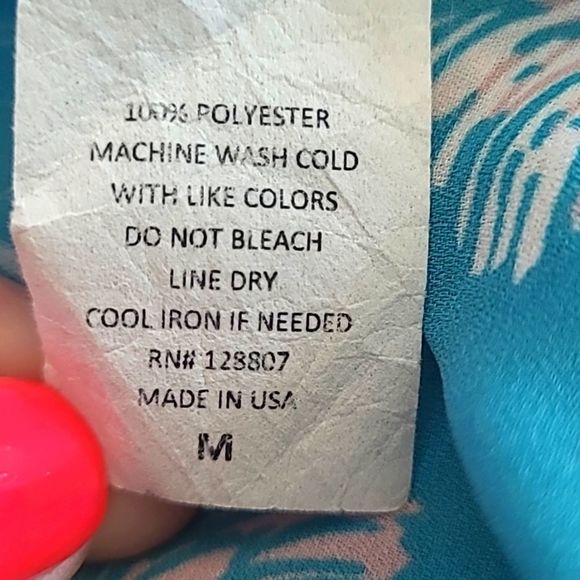 100% POLYESTER
MACHINE WASH COLD
WITH LIKE COLORS
DO NOT BLEACH
LINE DRY
COOL IRON IF NEEDED
RN# 128807
MADE IN USA
M